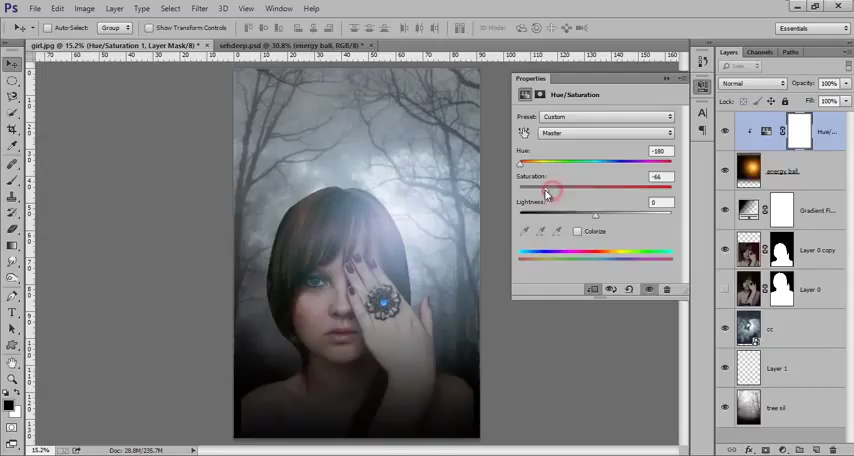 Ps File Edit Image Layer Type Select Filter 3D View Window Help
Auto-Select: Group Show Transform Controls 3D Mode: Essentials
girl.jpg @ 15.2% (Hue/Saturation 1, Layer Mask/8) * × sehdeep.psd @ 30.8% (energy ball, RGB/8) * ×
Properties
Hue/Saturation
Preset: Custom
Master
Hue: -180
Saturation: -66
Lightness: 0
Colorize
Layers Channels Paths
Normal Opacity: 100%
Lock: Fill: 100%
Hue/...
energy ball
Gradient Fi...
Layer 0 copy
Layer 0
cc
Layer 1
tree sil
15.2% Doc: 28.8M/235.7M